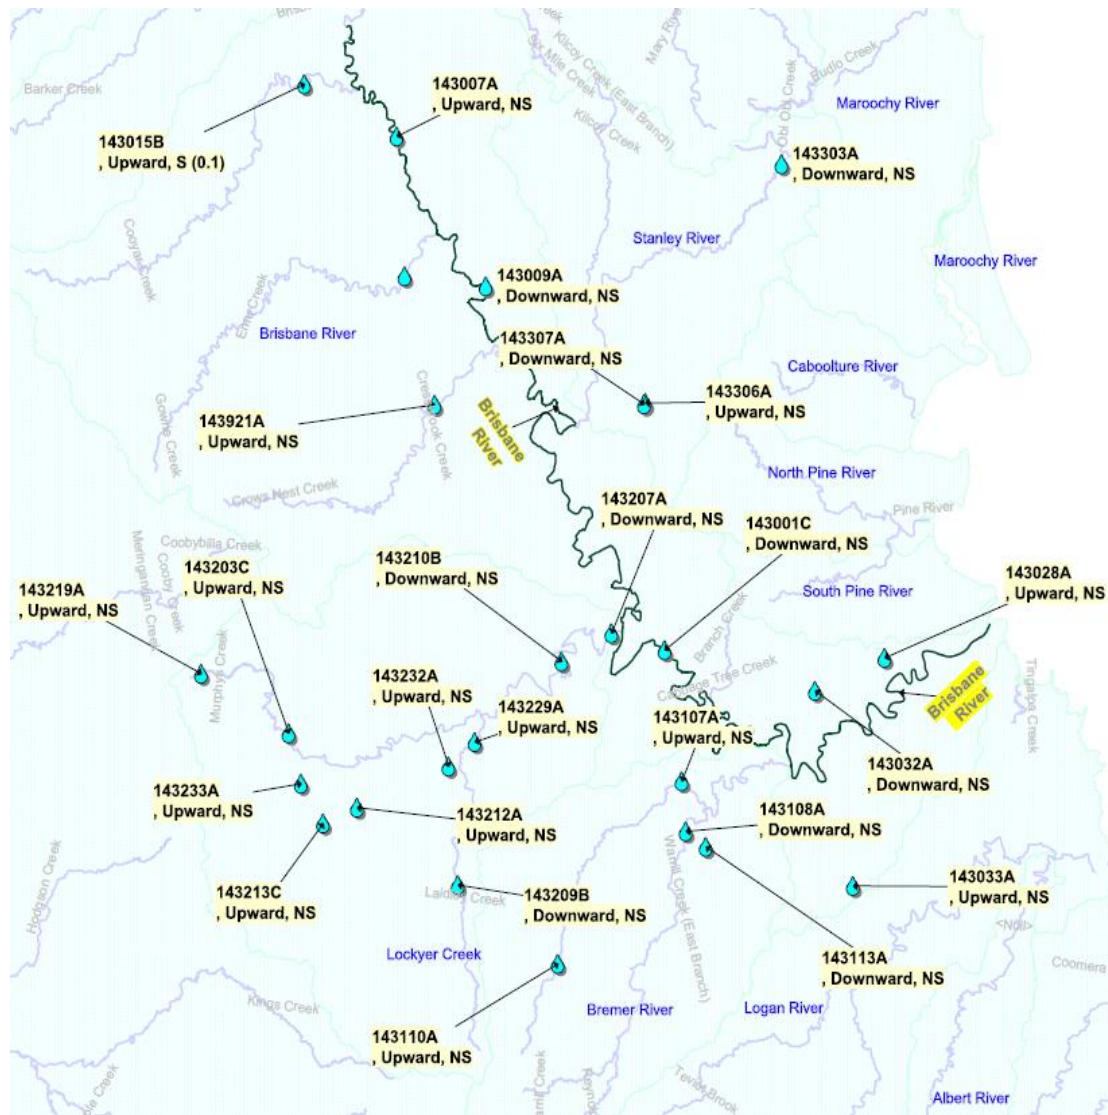 Brisbane
Barker Creek
143007A
, Upward, NS
Six Mile Creek
Kilcoy Creek (East Branch)
Kilcoy Creek
Mary River
Obi Obi Creek
Budlo Creek
Maroochy River
143015B
, Upward, S (0.1)
143303A
, Downward, NS
Cooyar Creek
Stanley River
Maroochy River
Emu Creek
143009A
, Downward, NS
Brisbane River
143307A
, Downward, NS
Caboolture River
Gowrie Creek
Cressbrook Creek
143921A
, Upward, NS
Brisbane
River
143306A
, Upward, NS
Crows Nest Creek
North Pine River
Pine River
143207A
, Downward, NS
143001C
, Downward, NS
Meringandan Creek
Cooby Creek
Coobybilla Creek
143203C
, Upward, NS
143210B
, Downward, NS
143219A
, Upward, NS
South Pine River
143028A
, Upward, NS
Murphys Creek
Branch Creek
Cabbage Tree Creek
143232A
, Upward, NS
143229A
, Upward, NS
143107A
, Upward, NS
Brisbane
River
Tingalpa Creek
143032A
, Downward, NS
143233A
, Upward, NS
143212A
, Upward, NS
143108A
, Downward, NS
Hodgson Creek
143213C
, Upward, NS
Laidley Creek
143209B
, Downward, NS
Warrill Creek (East Branch)
143033A
, Upward, NS
<Null>
Lockyer Creek
143113A
, Downward, NS
Coomera
Kings Creek
Bremer River
Logan River
143110A
, Upward, NS
Teviot Brook
Albert River